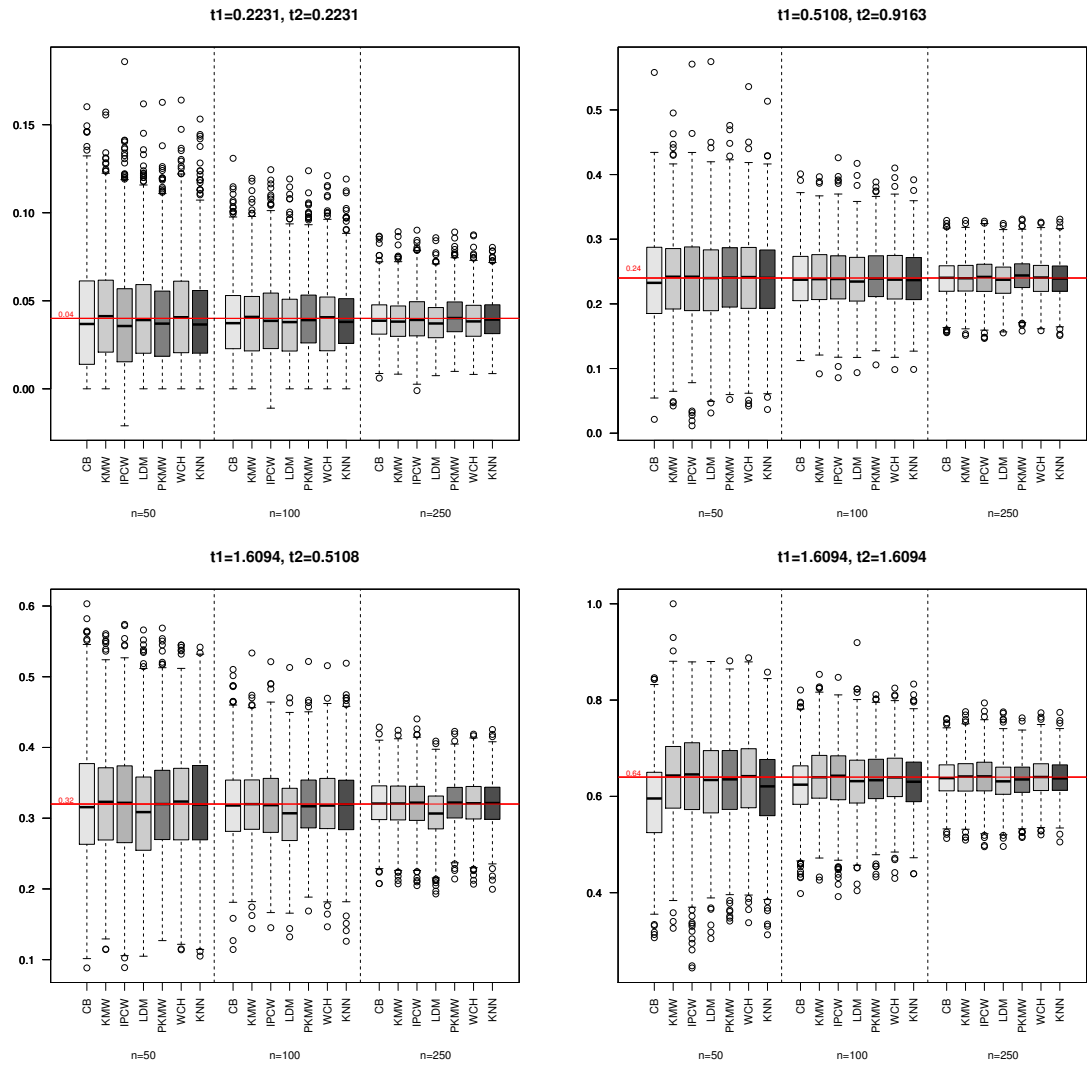 t1=0.2231, t2=0.2231
0.15
0.10
0.05
0.00
0.04
CB KMW IPCW LDM PKMW WCH KNN CB KMW IPCW LDM PKMW WCH KNN CB KMW IPCW LDM PKMW WCH KNN
n=50 n=100 n=250
t1=0.5108, t2=0.9163
0.5
0.4
0.3
0.2
0.1
0.0
0.24
CB KMW IPCW LDM PKMW WCH KNN CB KMW IPCW LDM PKMW WCH KNN CB KMW IPCW LDM PKMW WCH KNN
n=50 n=100 n=250
t1=1.6094, t2=0.5108
0.6
0.5
0.4
0.3
0.2
0.1
0.32
CB KMW IPCW LDM PKMW WCH KNN CB KMW IPCW LDM PKMW WCH KNN CB KMW IPCW LDM PKMW WCH KNN
n=50 n=100 n=250
t1=1.6094, t2=1.6094
1.0
0.8
0.6
0.4
0.64
CB KMW IPCW LDM PKMW WCH KNN CB KMW IPCW LDM PKMW WCH KNN CB KMW IPCW LDM PKMW WCH KNN
n=50 n=100 n=250